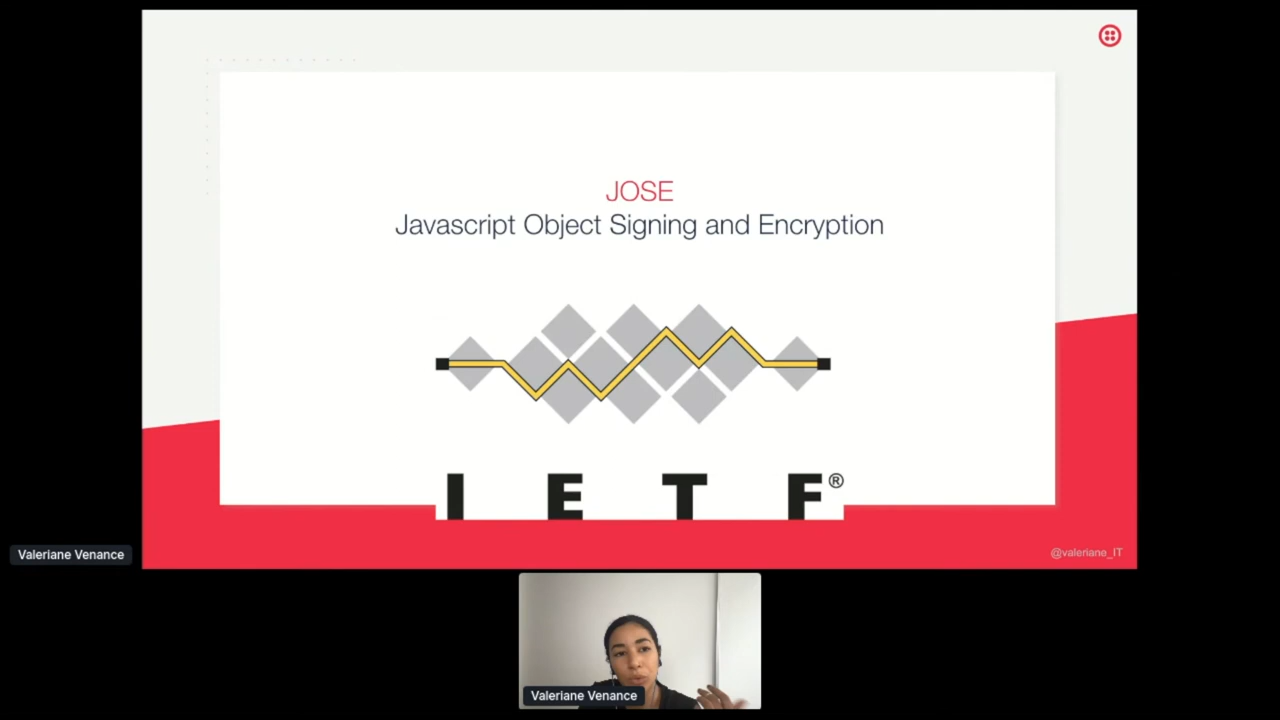 JOSE
Javascript Object Signing and Encryption
I E T F®
@valeriane_IT
Valeriane Venance
Valeriane Venance